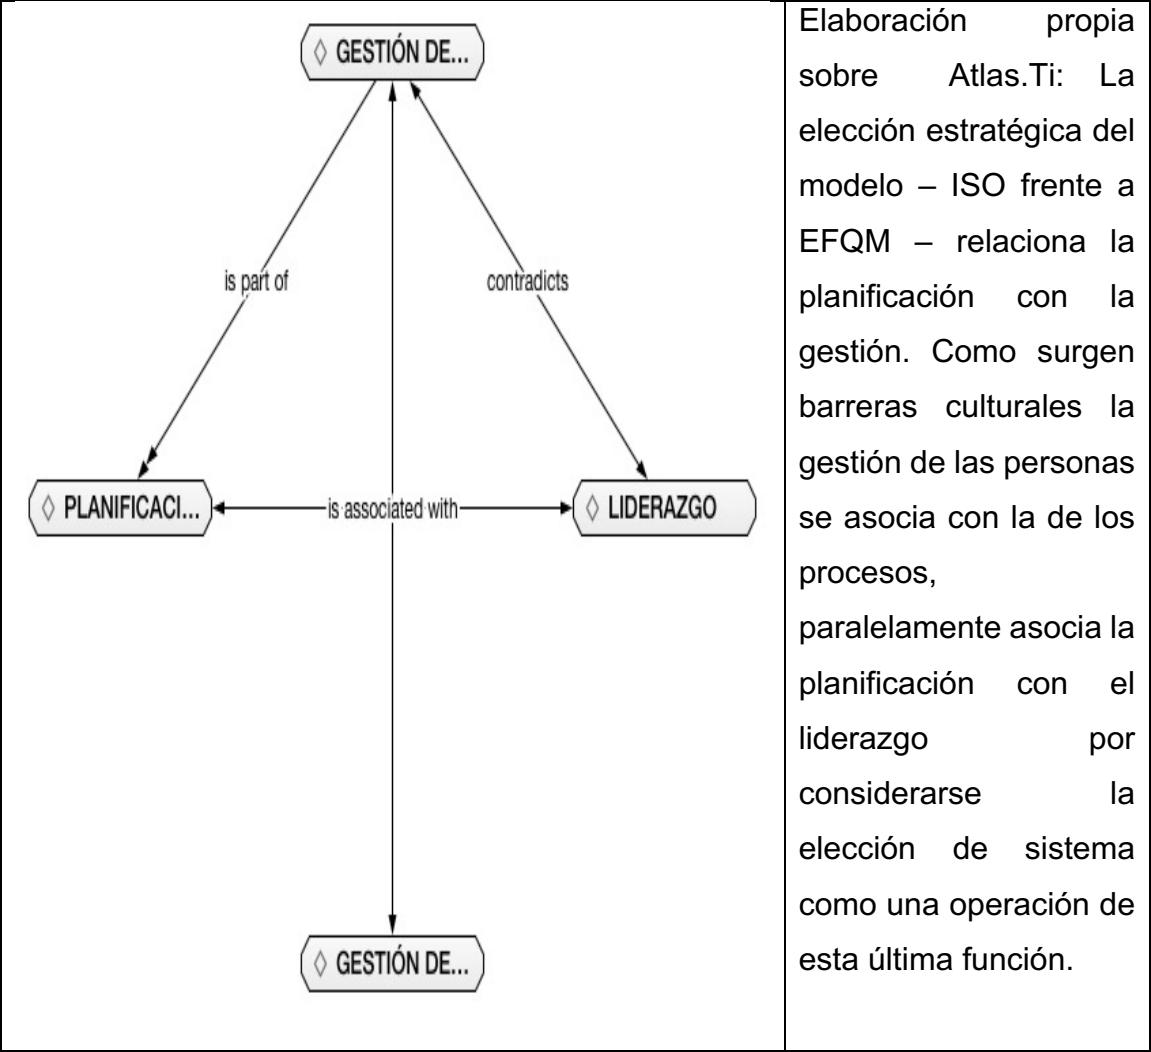 ◇ GESTIÓN DE...
is part of
contradicts
◇ PLANIFICACI...
is associated with
◇ LIDERAZGO
◇ GESTIÓN DE...
Elaboración propia
sobre Atlas.Ti: La
elección estratégica del
modelo – ISO frente a
EFQM – relaciona la
planificación con la
gestión. Como surgen
barreras culturales la
gestión de las personas
se asocia con la de los
procesos,
paralelamente asocia la
planificación con el
liderazgo por
considerarse la
elección de sistema
como una operación de
esta última función.